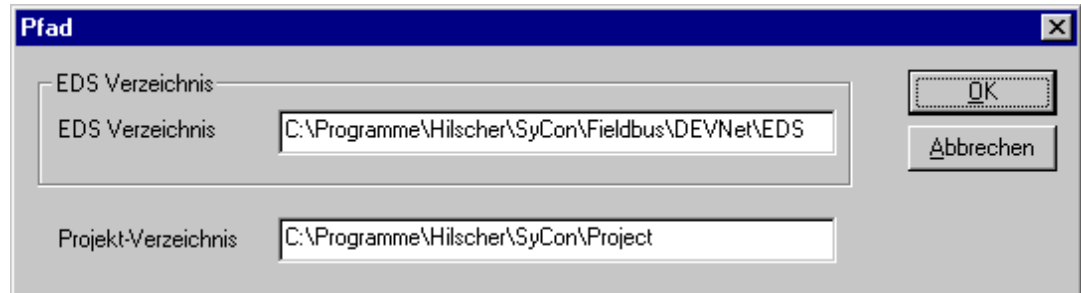 Pfad
EDS Verzeichnis
EDS Verzeichnis C:\Programme\Hilscher\SyCon\Fieldbus\DEVNet\EDS
OK
Abbrechen
Projekt-Verzeichnis C:\Programme\Hilscher\SyCon\Project